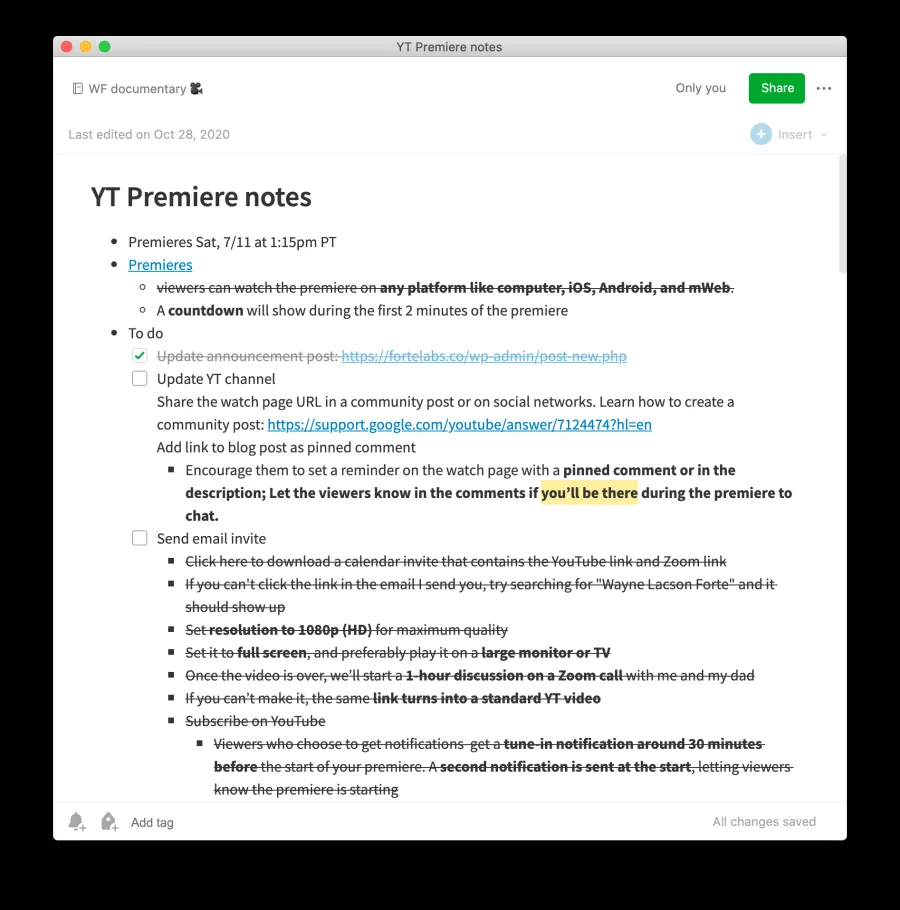 YT Premiere notes
WF documentary 🎥
Only you
Share
Last edited on Oct 28, 2020
Insert
YT Premiere notes
Premieres Sat, 7/11 at 1:15pm PT
Premieres
viewers can watch the premiere on any platform like computer, iOS, Android, and mWeb.
A countdown will show during the first 2 minutes of the premiere
To do
Update announcement post: https://fortelabs.co/wp-admin/post-new.php
Update YT channel
Share the watch page URL in a community post or on social networks. Learn how to create a
community post: https://support.google.com/youtube/answer/7124474?hl=en
Add link to blog post as pinned comment
Encourage them to set a reminder on the watch page with a pinned comment or in the
description; Let the viewers know in the comments if you’ll be there during the premiere to
chat.
Send email invite
Click here to download a calendar invite that contains the YouTube link and Zoom link
If you can't click the link in the email I send you, try searching for "Wayne Lacson Forte" and it
should show up
Set resolution to 1080p (HD) for maximum quality
Set it to full screen, and preferably play it on a large monitor or TV
Once the video is over, we’ll start a 1-hour discussion on a Zoom call with me and my dad
If you can’t make it, the same link turns into a standard YT video
Subscribe on YouTube
Viewers who choose to get notifications  get a tune-in notification around 30 minutes
before the start of your premiere. A second notification is sent at the start, letting viewers
know the premiere is starting
Add tag
All changes saved